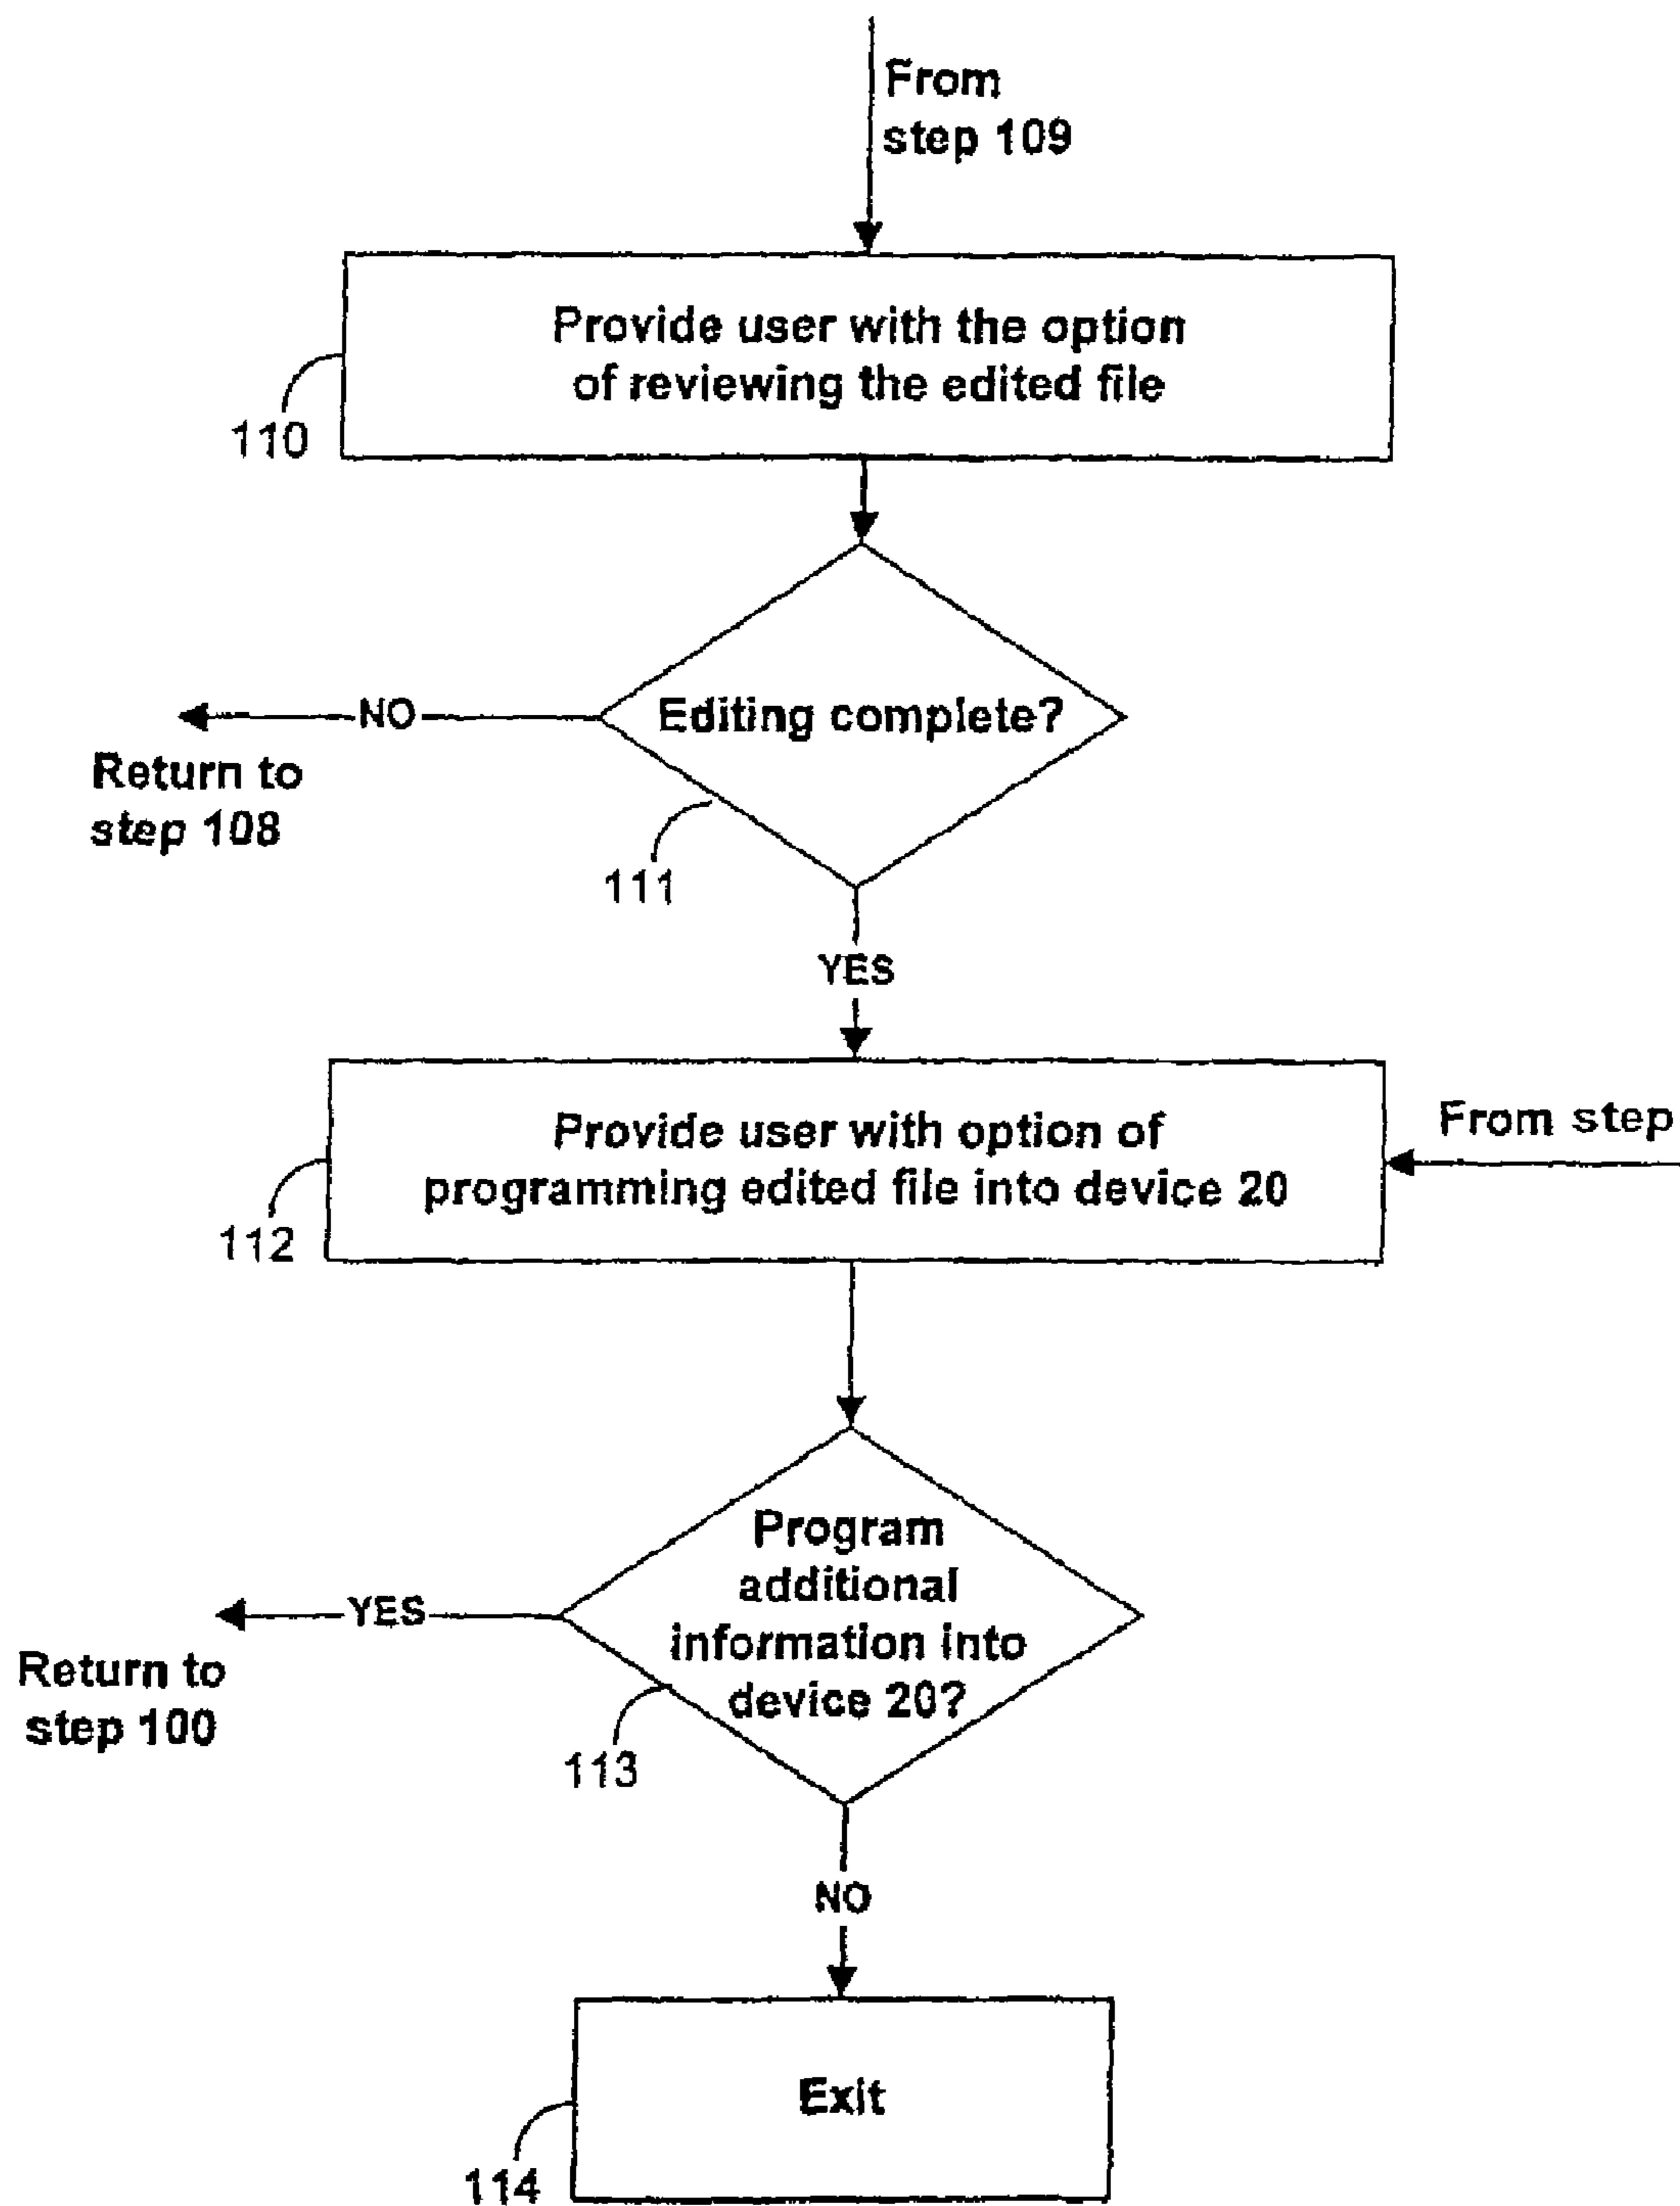 From
step 109
Provide user with the option
of reviewing the edited file
110
Editing complete?
NO
Return to
step 108
111
YES
From step
Provide user with option of
programming edited file into device 20
112
Program
additional
information into
device 20?
YES
Return to
step 100
113
NO
Exit
114